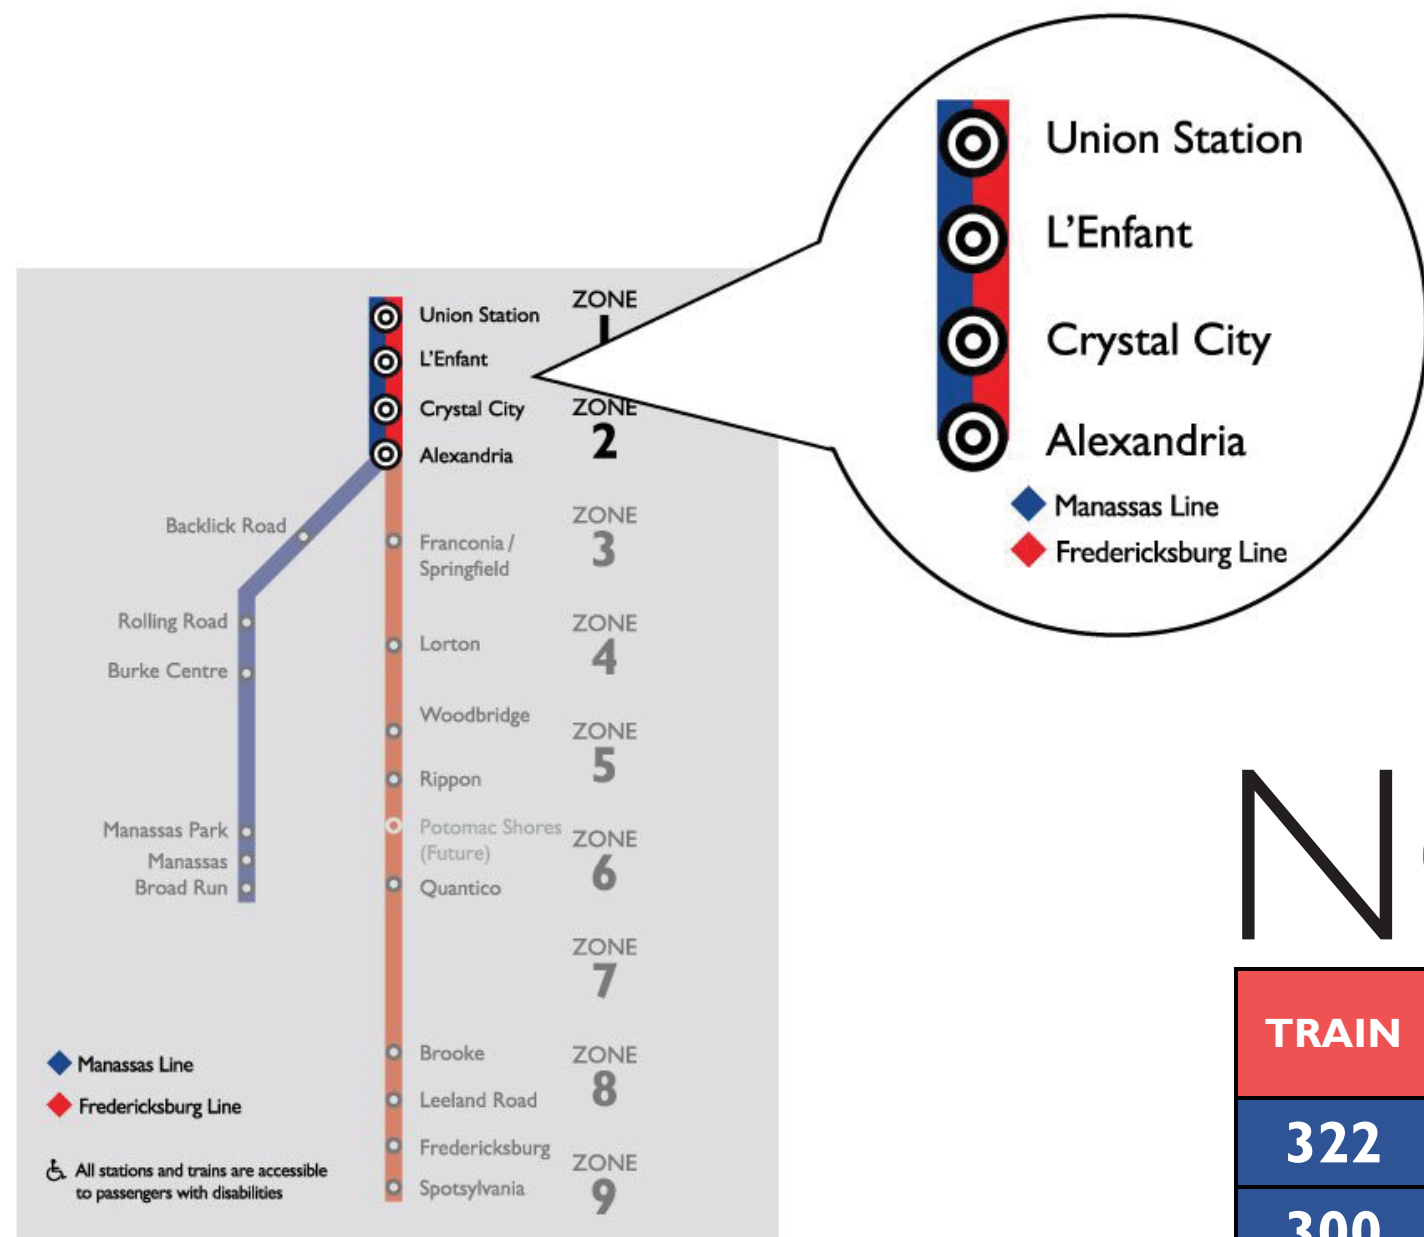 Union Station
L'Enfant
Crystal City
Alexandria
Manassas Line
Fredericksburg Line
Union Station
L'Enfant
Crystal City
Alexandria
Backlick Road
Rolling Road
Burke Centre
Manassas Park
Manassas
Broad Run
Franconia /
Springfield
Lorton
Woodbridge
Rippon
Potomac Shores
(Future)
Quantico
Brooke
Leeland Road
Fredericksburg
Spotsylvania
ZONE
1
ZONE
2
ZONE
3
ZONE
4
ZONE
5
ZONE
6
ZONE
7
ZONE
8
ZONE
9
Manassas Line
Fredericksburg Line
All stations and trains are accessible
to passengers with disabilities
N
TRAIN
322
300